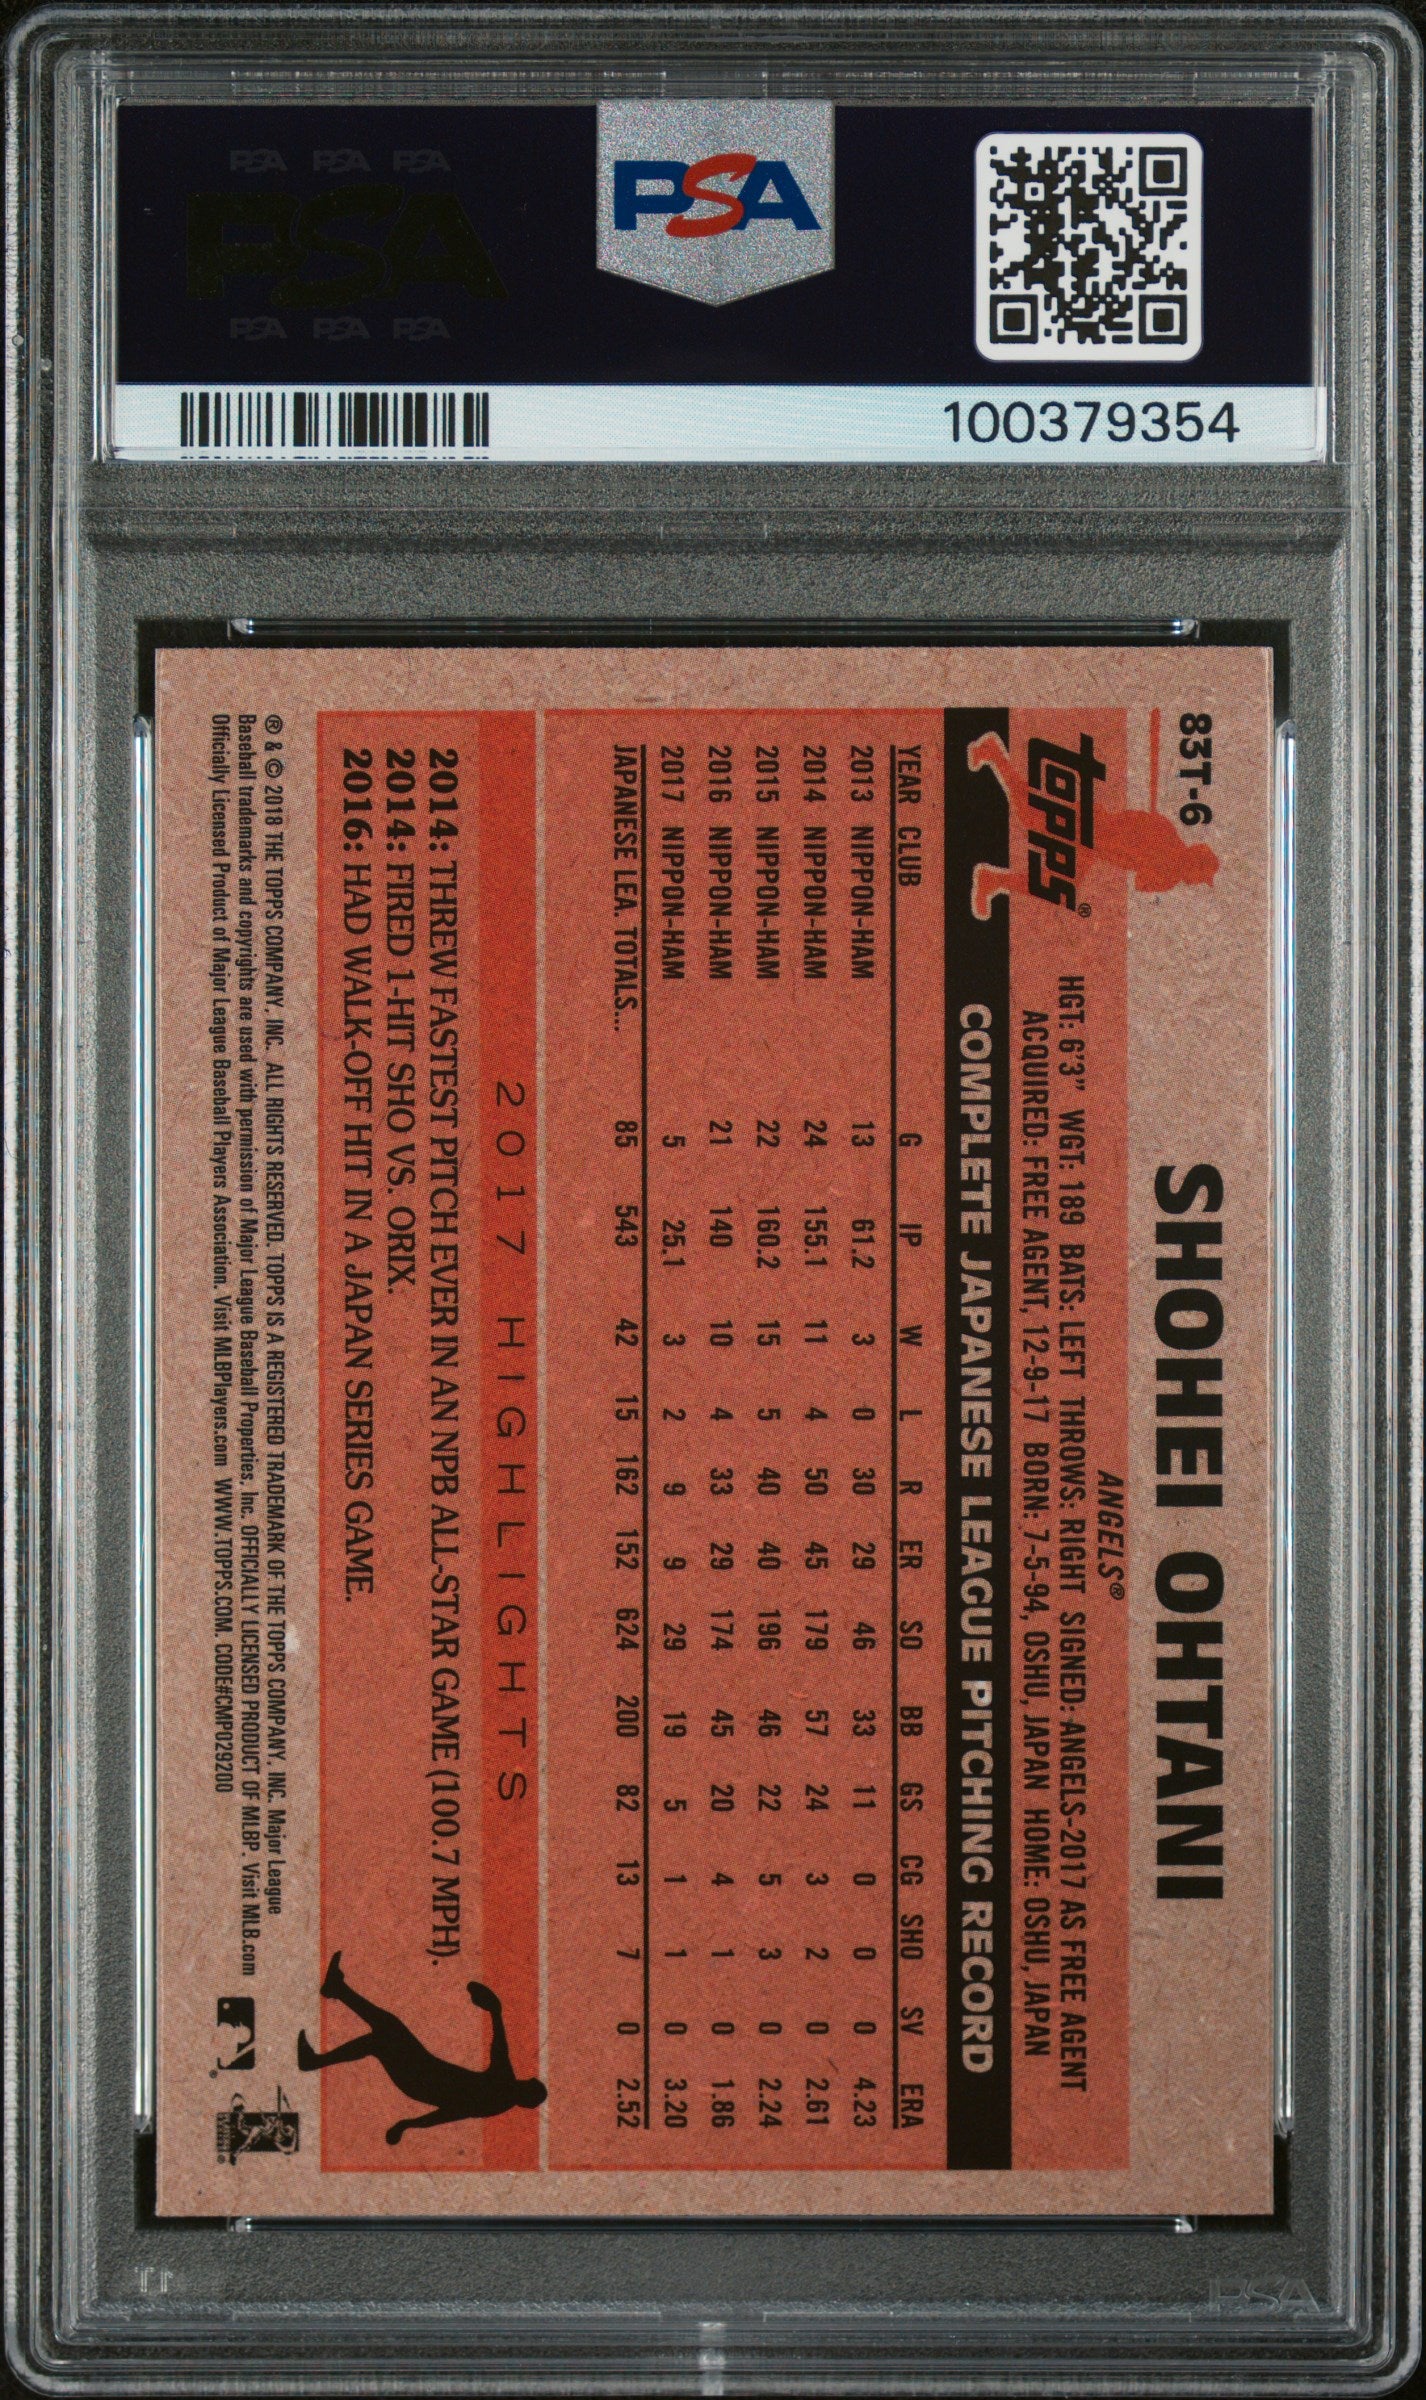 PSA PSA PSA
PSA
PSA PSA PSA
PSA
100379354
83T-6
SHOHEI OHTANI
ANGELS®
Topps®
HGT: 6'3" WGT: 189 BATS: LEFT THROWS: RIGHT SIGNED: ANGELS-2017 AS FREE AGENT
ACQUIRED: FREE AGENT, 12-9-17 BORN: 7-5-94, OSHU, JAPAN HOME: OSHU, JAPAN
COMPLETE JAPANESE LEAGUE PITCHING RECORD
YEAR CLUB G IP W L R ER SO BB GS CG SHO SV ERA
2013 NIPPON-HAM 13 61.2 3 0 30 29 46 33 11 0 0 0 4.23
2014 NIPPON-HAM 24 155.1 11 4 50 45 179 57 24 3 2 0 2.61
2015 NIPPON-HAM 22 160.2 15 5 40 40 196 46 22 5 3 0 2.24
2016 NIPPON-HAM 21 140 10 4 33 29 174 45 20 4 1 0 1.86
2017 NIPPON-HAM 5 25.1 3 2 9 9 29 19 5 1 1 0 3.20
JAPANESE LEA. TOTALS... 85 543 42 15 162 152 624 200 82 13 7 0 2.52
2017 HIGHLIGHTS
2014: THREW FASTEST PITCH EVER IN AN NPB ALL-STAR GAME (100.7 MPH).
2014: FIRED 1-HIT SHO VS. ORIX.
2016: HAD WALK-OFF HIT IN A JAPAN SERIES GAME.
® & © 2018 THE TOPPS COMPANY, INC. ALL RIGHTS RESERVED. TOPPS IS A REGISTERED TRADEMARK OF THE TOPPS COMPANY, INC. Major League
Baseball trademarks and copyrights are used with permission of Major League Baseball Properties, Inc. OFFICIALLY LICENSED PRODUCT OF MLBP. Visit MLB.com
Officially Licensed Product of Major League Baseball Players Association. Visit MLBPlayers.com WWW.TOPPS.COM. CODE#CMP029200
PSA